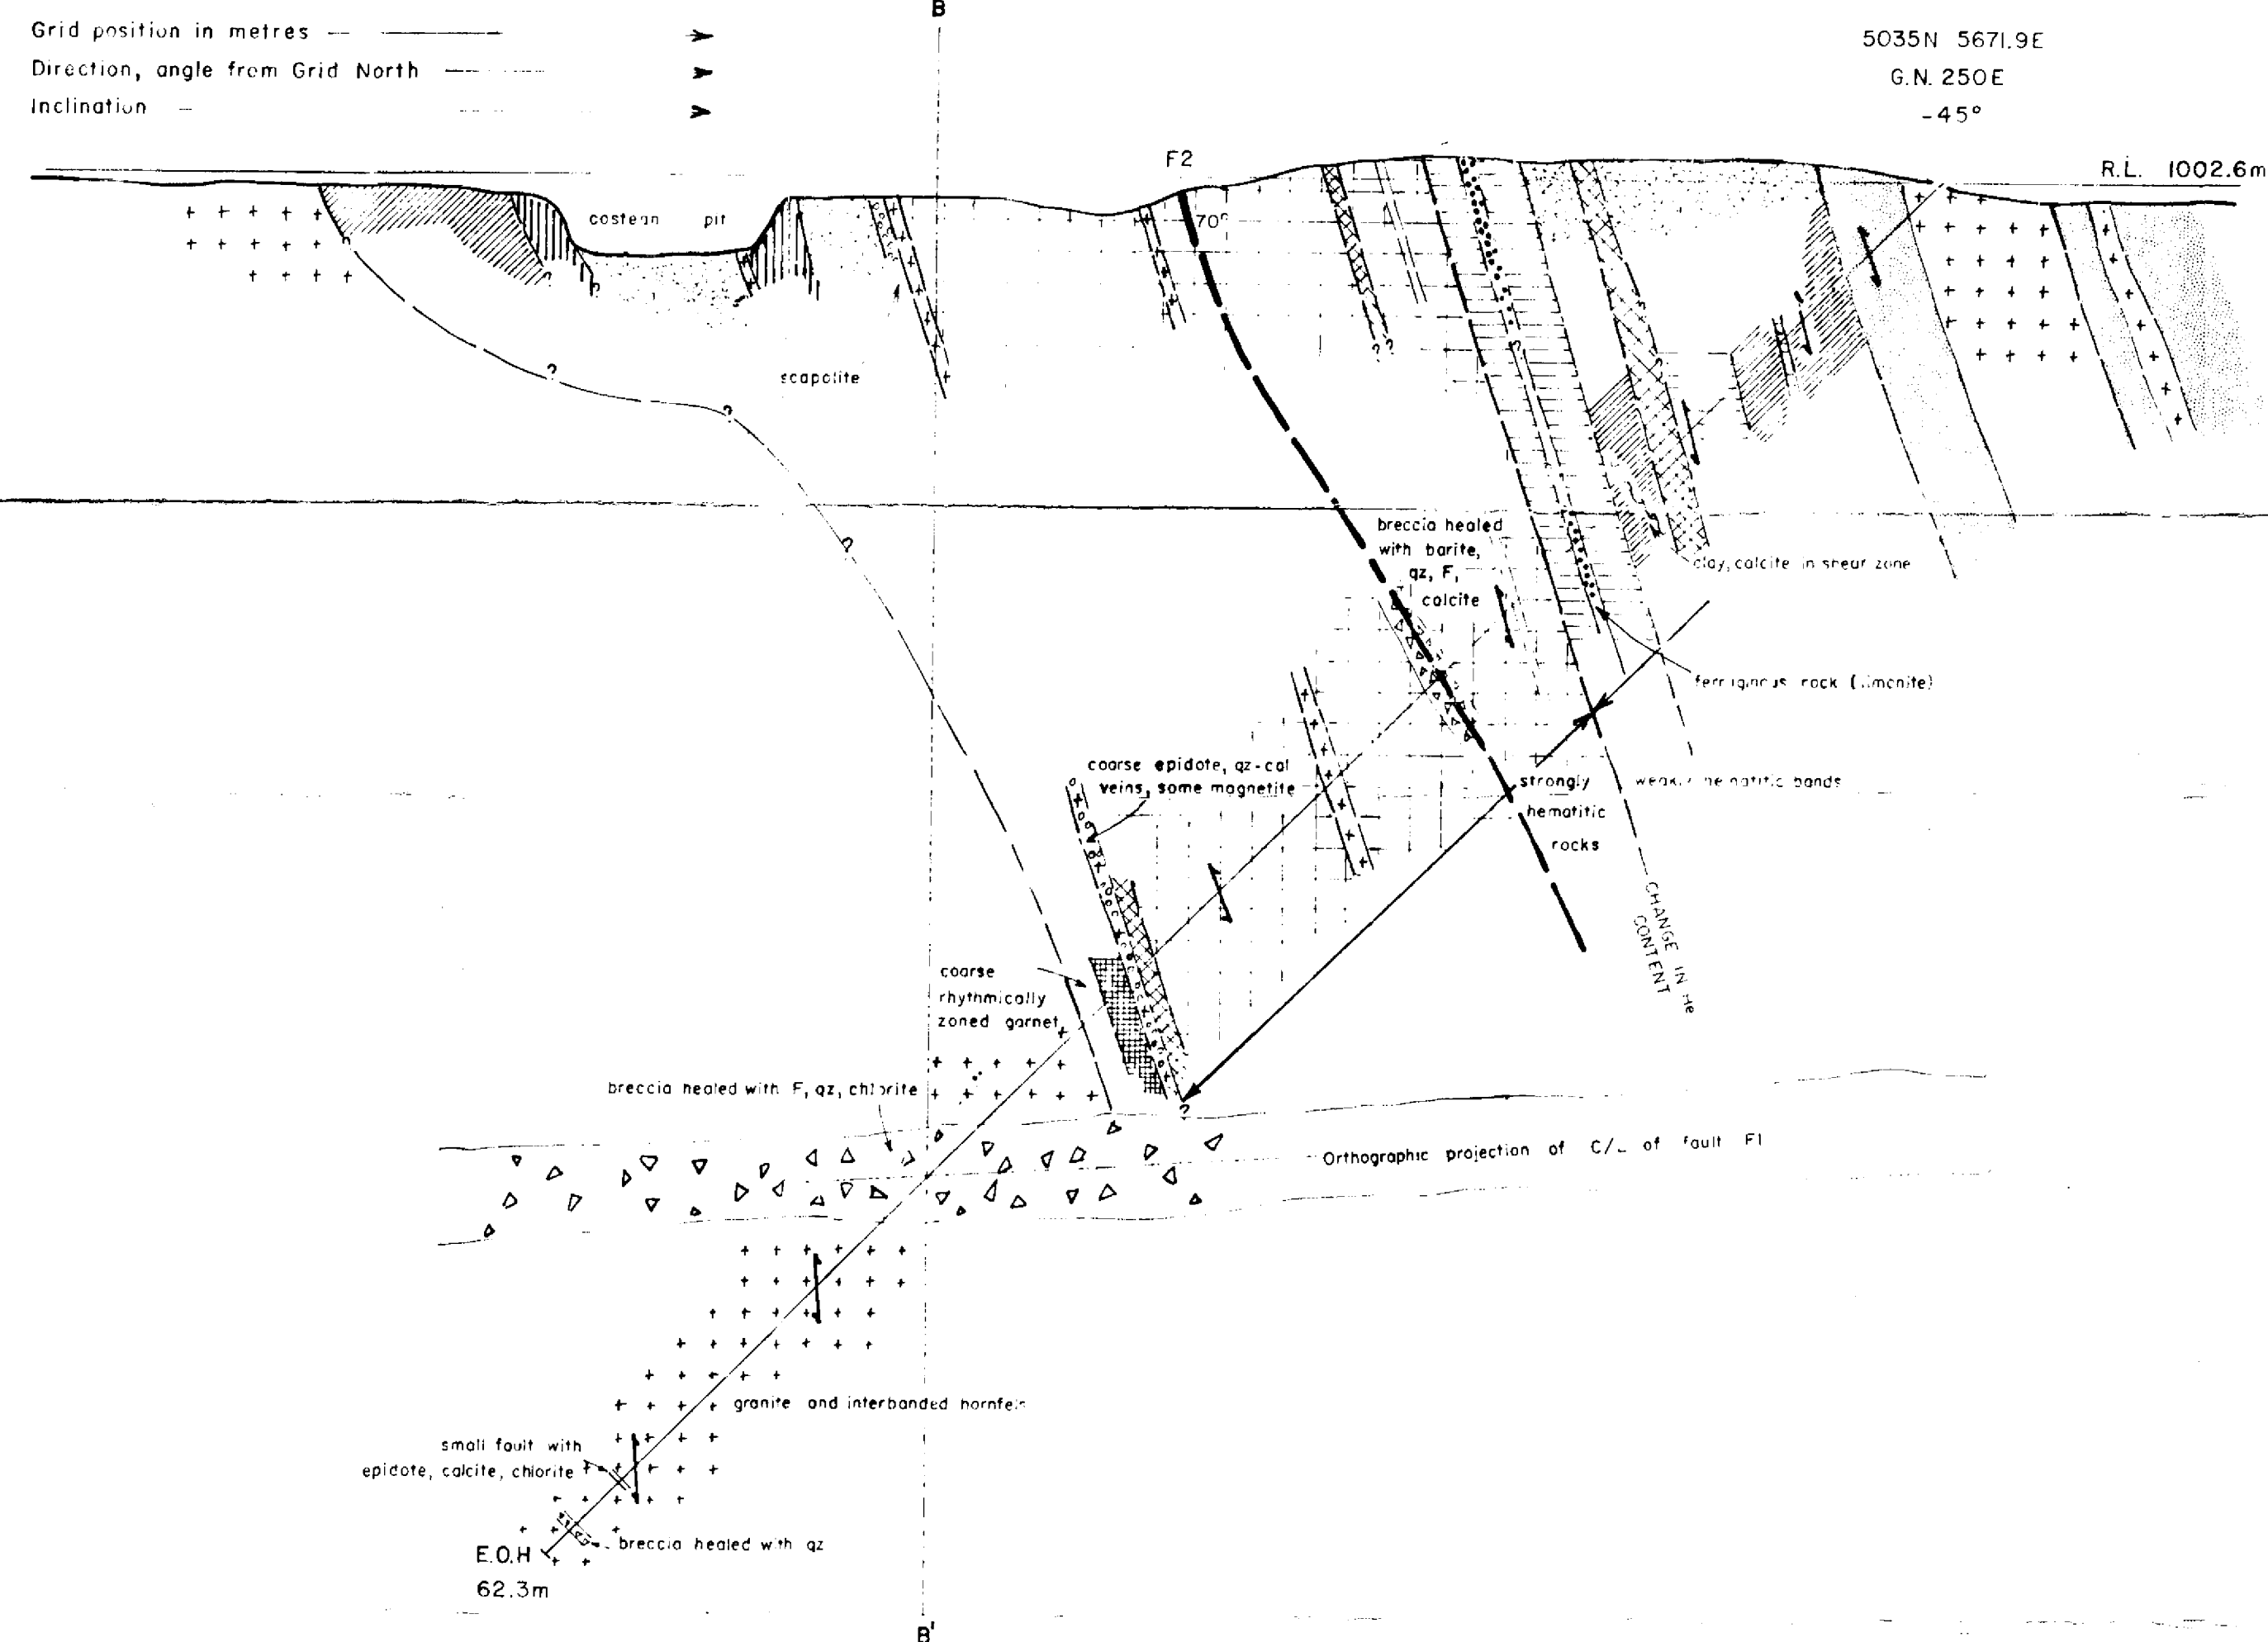 B
Grid position in metres
Direction, angle from Grid North
Inclination
5035N 5671.9E
G.N. 250E
-45°
F2
R.L. 1002.6m
costean pit
70°
scapolite
?
?
?
?
?
? ?
?
breccia healed
with barite,
qz, F,
calcite
clay, calcite in shear zone
ferruginous rock (limonite)
coarse epidote, qz-cal
veins, some magnetite
strongly
hematitic
rocks
weakly hematitic bands
CHANGE IN He
CONTENT
coarse
rhythmically
zoned garnet
breccia healed with F, qz, chlorite
?
Orthographic projection of C/L of fault F1
granite and interbanded hornfels
small fault with
epidote, calcite, chlorite
breccia healed with qz
E.O.H
62.3m
B'